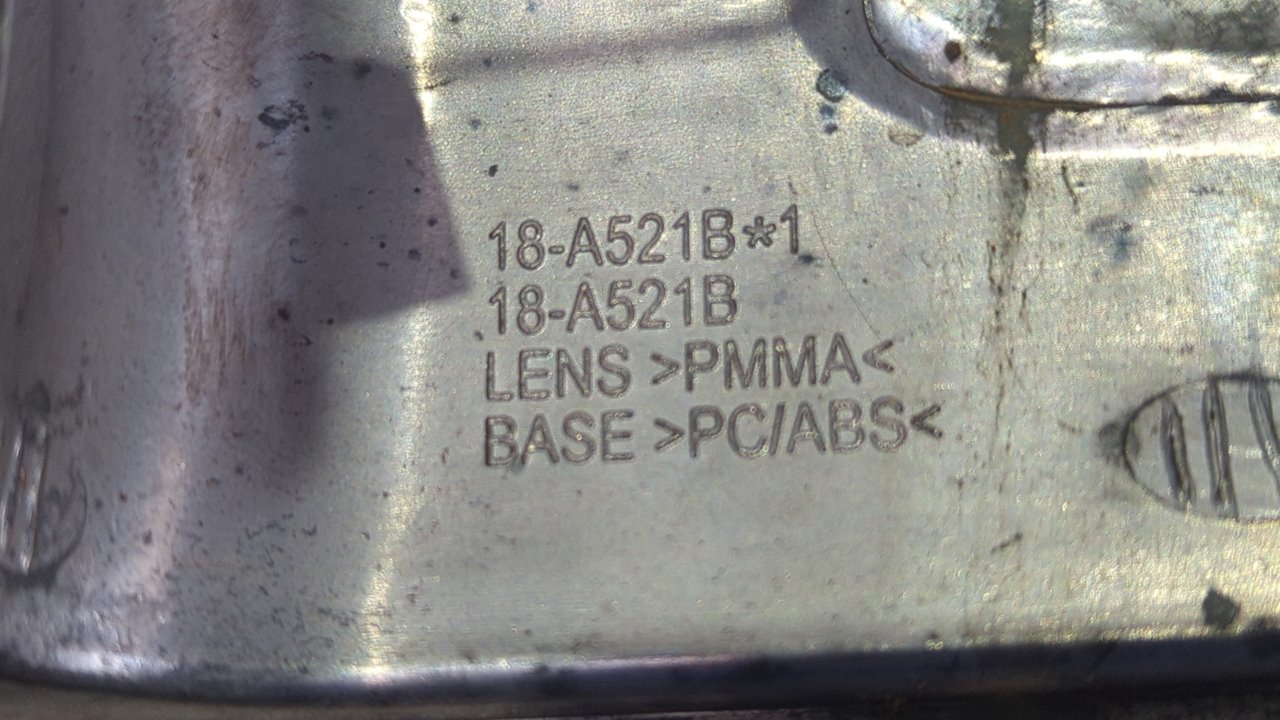 18-A521B*1
18-A521B
LENS >PMMA<
BASE >PC/ABS<